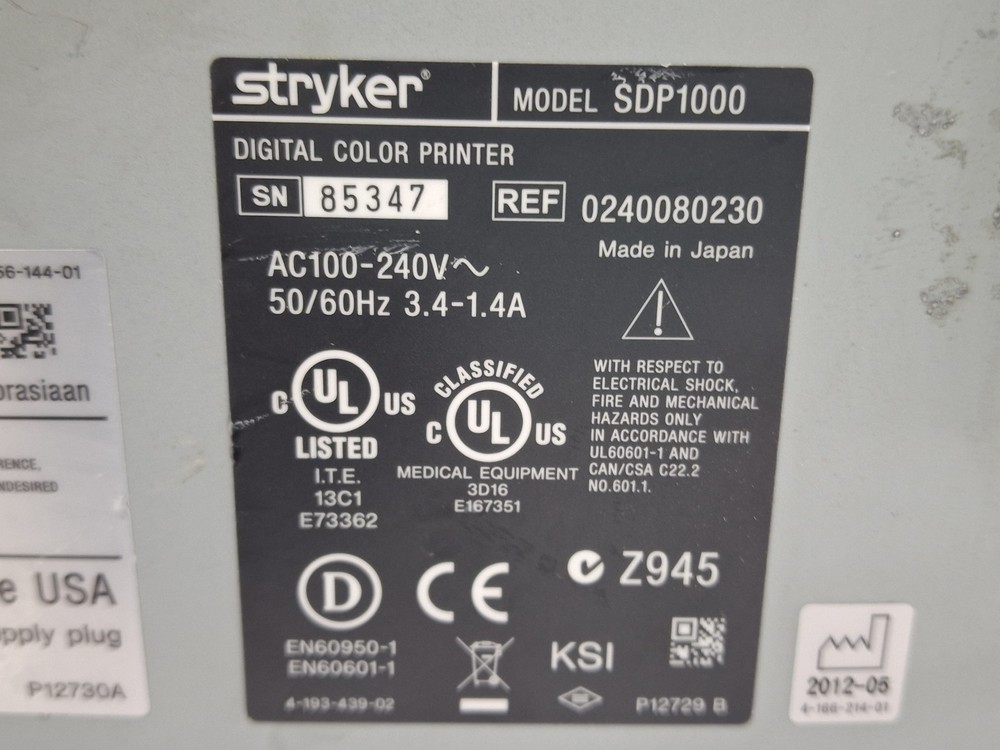 stryker®
MODEL SDP1000
DIGITAL COLOR PRINTER
SN 85347
REF 0240080230
Made in Japan
AC100-240V~
50/60Hz 3.4-1.4A
C UL US
LISTED
I.T.E.
13C1
E73362
CLASSIFIED
C UL US
MEDICAL EQUIPMENT
3D16
E167351
WITH RESPECT TO
ELECTRICAL SHOCK,
FIRE AND MECHANICAL
HAZARDS ONLY
IN ACCORDANCE WITH
UL60601-1 AND
CAN/CSA C22.2
NO.601.1.
D
CE
Z945
EN60950-1
EN60601-1
KSI
4-193-439-02
P12729 B
56-144-01
orasiaan
RENCE,
NDESIRED
e USA
pply plug
P12730A
2012-05
4-166-214-01